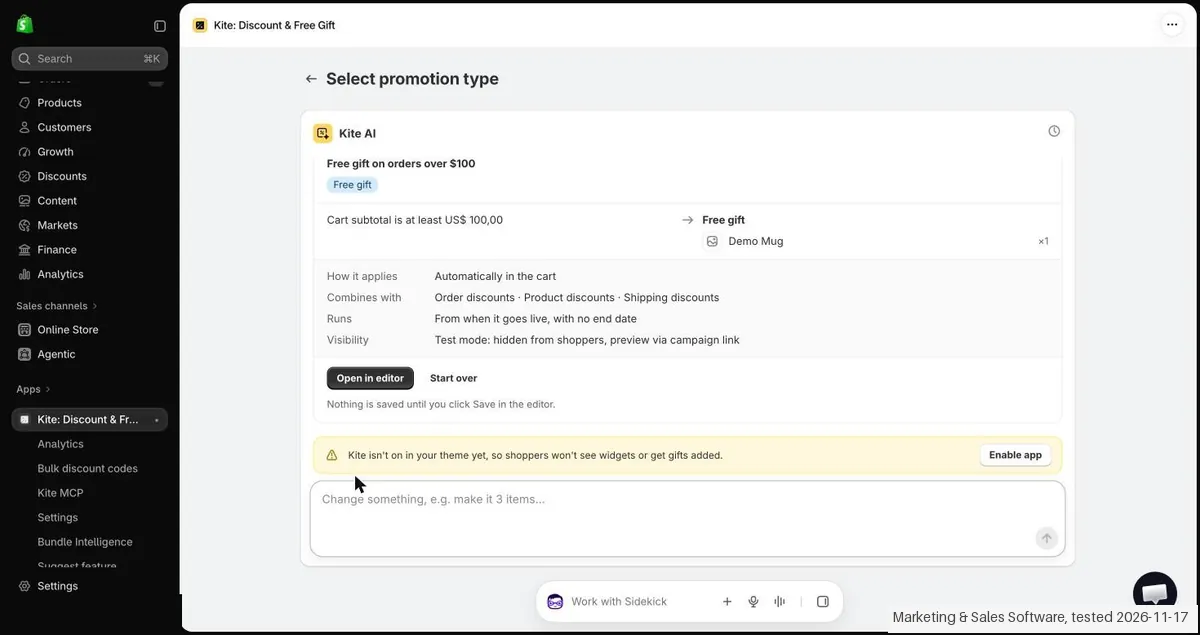 Kite: Discount & Free Gift
Search ⌘K
Products
Customers
Growth
Discounts
Content
Markets
Finance
Analytics
Sales channels
Online Store
Agentic
Apps
Kite: Discount & Fr...
Analytics
Bulk discount codes
Kite MCP
Settings
Bundle Intelligence
Suggest feature
Settings
Select promotion type
Kite AI
Free gift on orders over $100
Free gift
Cart subtotal is at least US$ 100,00
Free gift
Demo Mug ×1
How it applies Automatically in the cart
Combines with Order discounts · Product discounts · Shipping discounts
Runs From when it goes live, with no end date
Visibility Test mode: hidden from shoppers, preview via campaign link
Open in editor Start over
Nothing is saved until you click Save in the editor.
Kite isn't on in your theme yet, so shoppers won't see widgets or get gifts added. Enable app
Change something, e.g. make it 3 items...
Work with Sidekick
Marketing & Sales Software, tested 2026-11-17